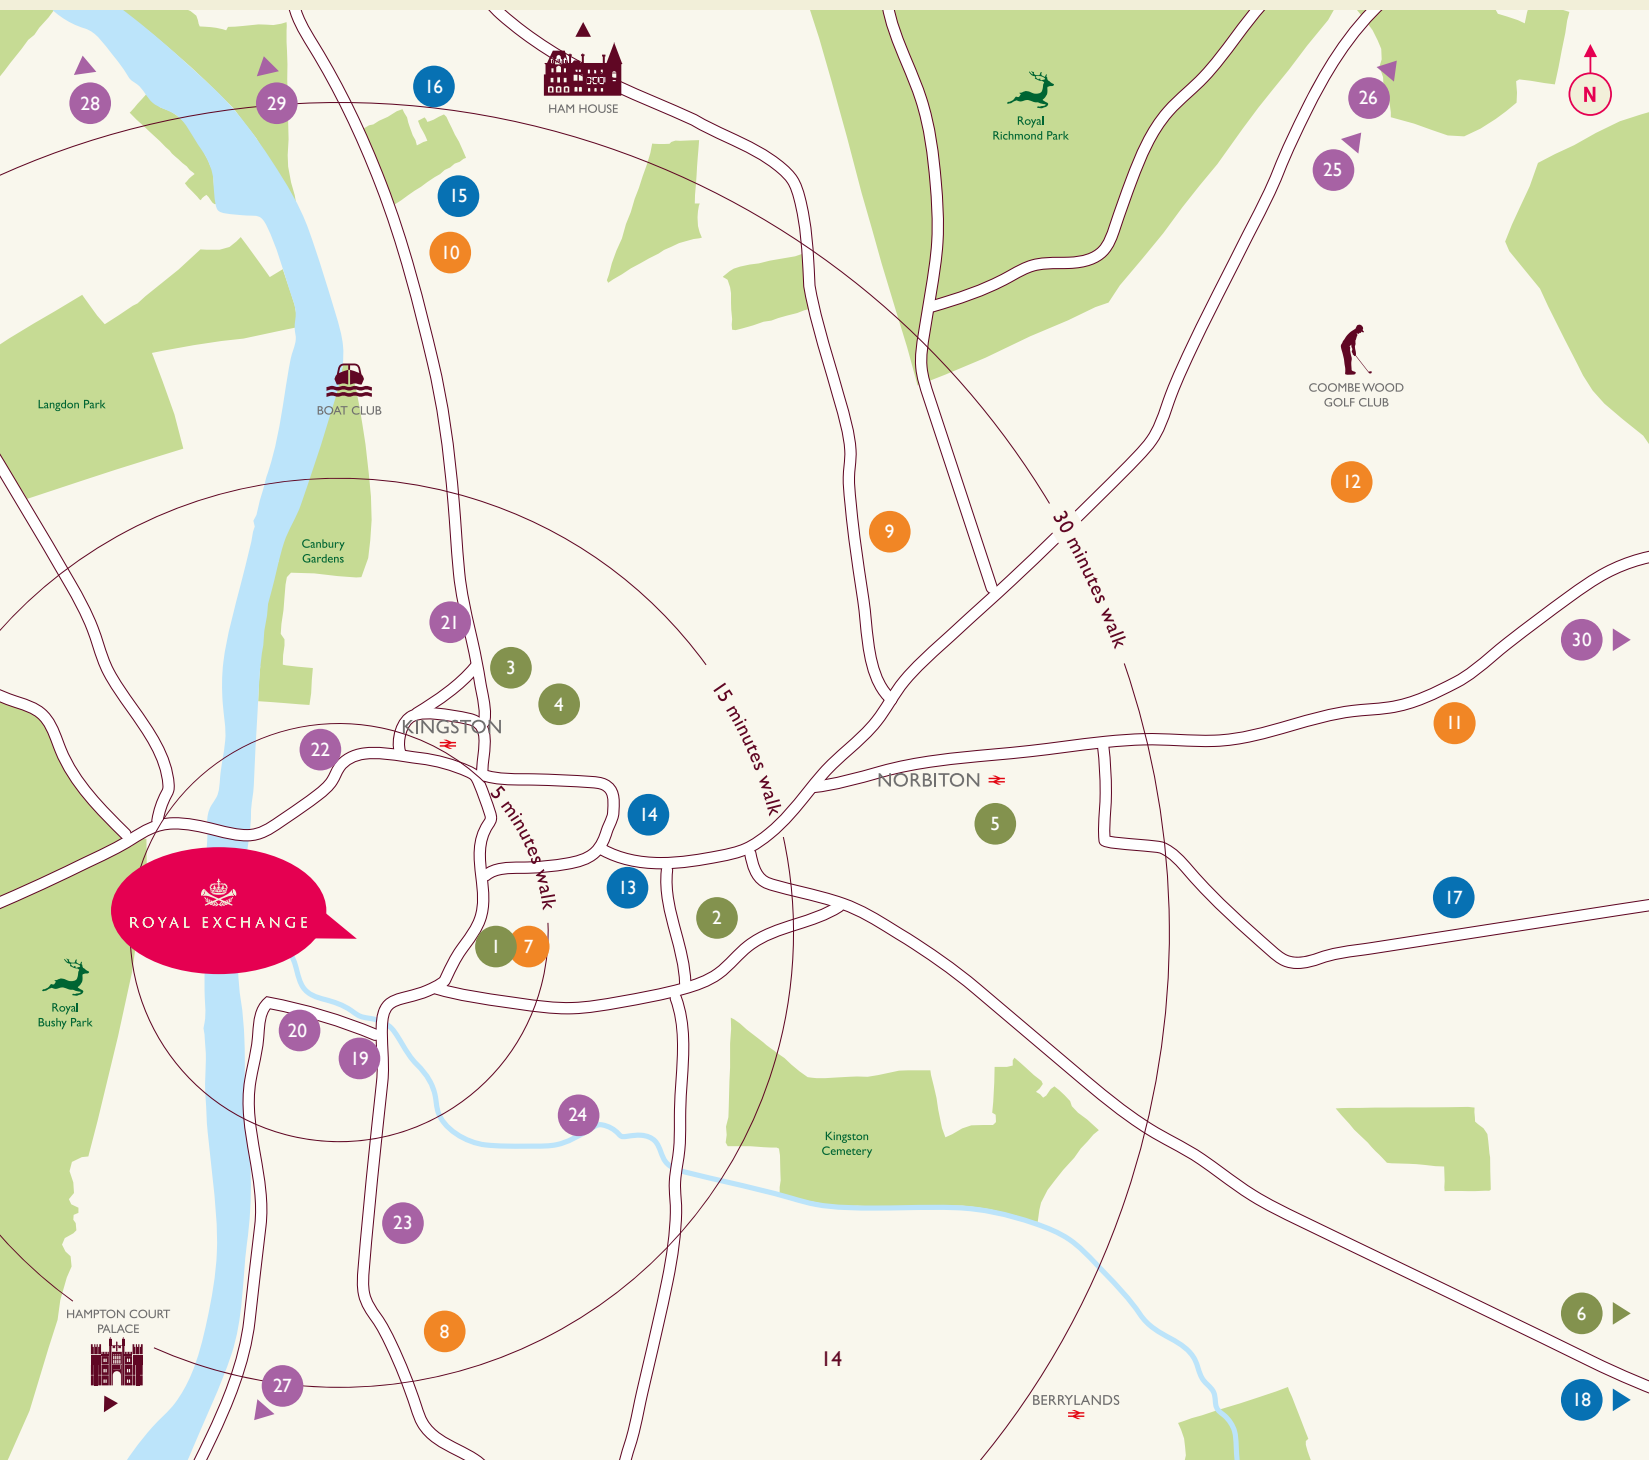 28
29
16
HAM HOUSE
Royal
Richmond Park
26
N
25
15
10
Langdon Park
BOAT CLUB
COOMBE WOOD
GOLF CLUB
12
9
30 minutes walk
Canbury
Gardens
21
3
4
30
15 minutes walk
11
KINGSTON
22
NORBITON
5 minutes walk
14
5
13
17
2
ROYAL EXCHANGE
1
7
Royal
Bushy Park
20
19
24
Kingston
Cemetery
23
HAMPTON COURT
PALACE
8
6
14
27
BERRYLANDS
18